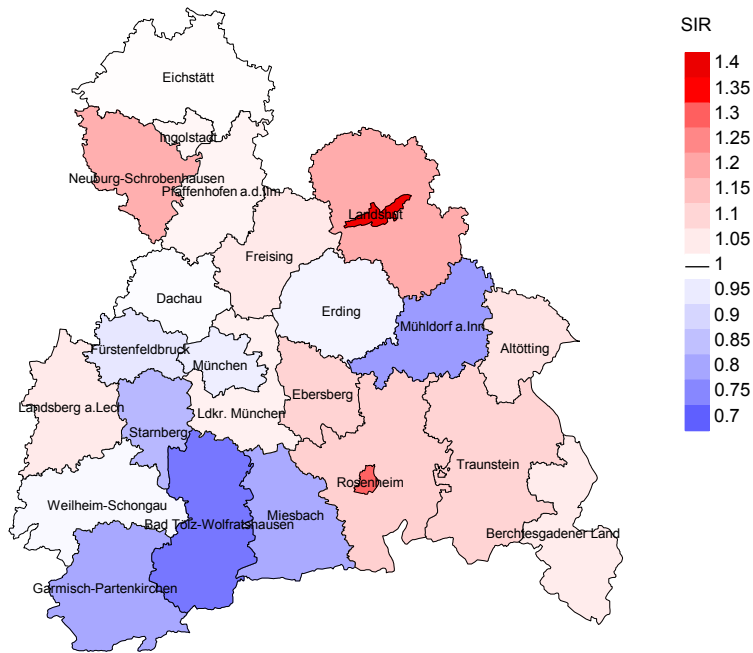 SIR
1.4
1.35
1.3
1.25
1.2
1.15
1.1
1.05
1
0.95
0.9
0.85
0.8
0.75
0.7
Eichstätt
Ingolstadt
Neuburg-Schrobenhausen
Pfaffenhofen a.d.Ilm
Landshut
Freising
Dachau
Erding
Mühldorf a.Inn
Altötting
Fürstenfeldbruck
München
Ebersberg
Landsberg a.Lech
Ldkr. München
Starnberg
Traunstein
Rosenheim
Weilheim-Schongau
Miesbach
Bad Tölz-Wolfratshausen
Berchtesgadener Land
Garmisch-Partenkirchen